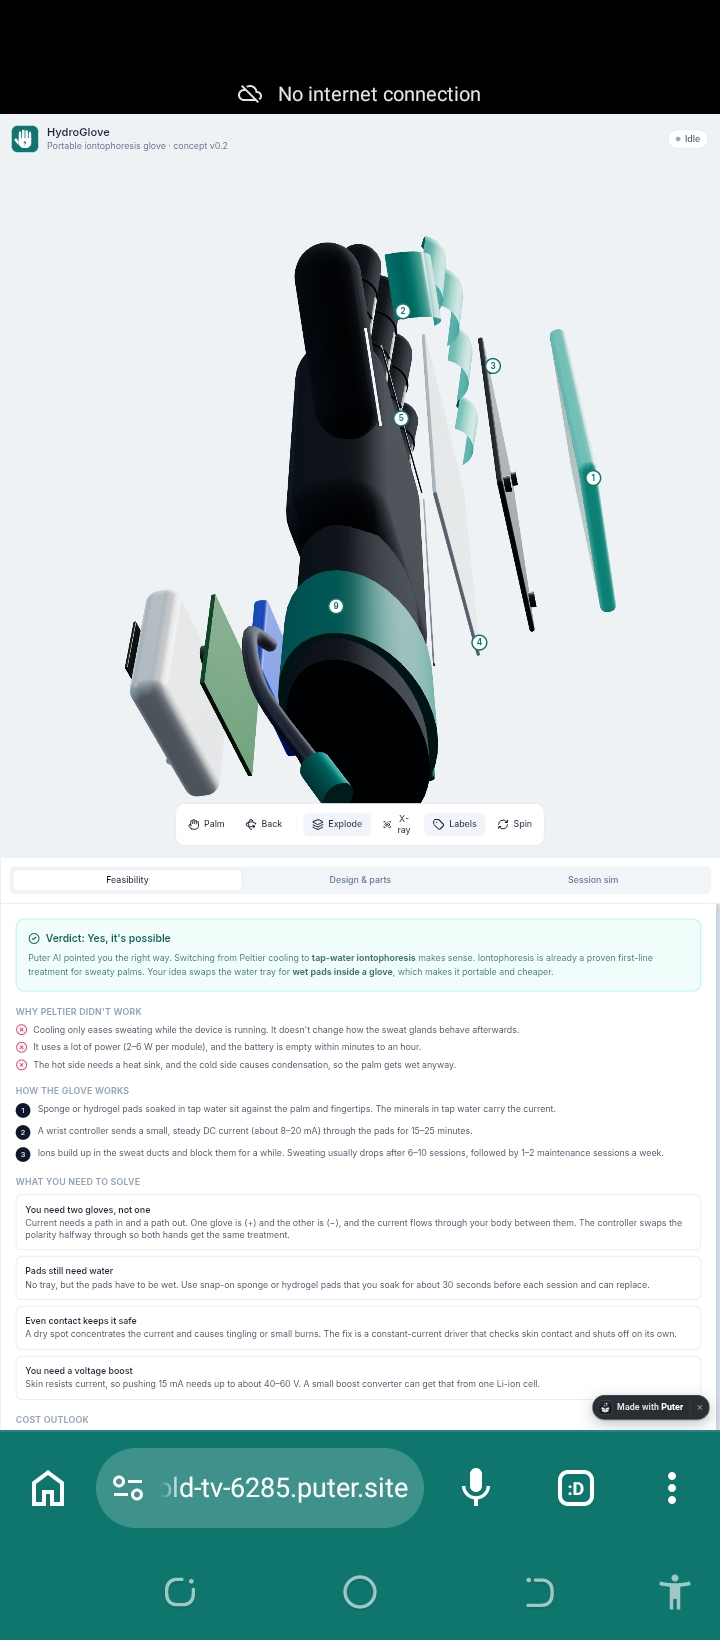 No internet connection
HydroGlove
Portable iontophoresis glove · concept v0.2
Idle
2
3
5
1
9
4
Palm
Back
Explode
X-
ray
Labels
Spin
Feasibility
Design & parts
Session sim
Verdict: Yes, it's possible
Puter AI pointed you the right way. Switching from Peltier cooling to tap-water iontophoresis makes sense. Iontophoresis is already a proven first-line
treatment for sweaty palms. Your idea swaps the water tray for wet pads inside a glove, which makes it portable and cheaper.
WHY PELTIER DIDN'T WORK
Cooling only eases sweating while the device is running. It doesn't change how the sweat glands behave afterwards.
It uses a lot of power (2–6 W per module), and the battery is empty within minutes to an hour.
The hot side needs a heat sink, and the cold side causes condensation, so the palm gets wet anyway.
HOW THE GLOVE WORKS
1 Sponge or hydrogel pads soaked in tap water sit against the palm and fingertips. The minerals in tap water carry the current.
2 A wrist controller sends a small, steady DC current (about 8–20 mA) through the pads for 15–25 minutes.
3 Ions build up in the sweat ducts and block them for a while. Sweating usually drops after 6–10 sessions, followed by 1–2 maintenance sessions a week.
WHAT YOU NEED TO SOLVE
You need two gloves, not one
Current needs a path in and a path out. One glove is (+) and the other is (−), and the current flows through your body between them. The controller swaps the
polarity halfway through so both hands get the same treatment.
Pads still need water
No tray, but the pads have to be wet. Use snap-on sponge or hydrogel pads that you soak for about 30 seconds before each session and can replace.
Even contact keeps it safe
A dry spot concentrates the current and causes tingling or small burns. The fix is a constant-current driver that checks skin contact and shuts off on its own.
You need a voltage boost
Skin resists current, so pushing 15 mA needs up to about 40–60 V. A small boost converter can get that from one Li-ion cell.
Made with Puter ×
COST OUTLOOK
old-tv-6285.puter.site
:D